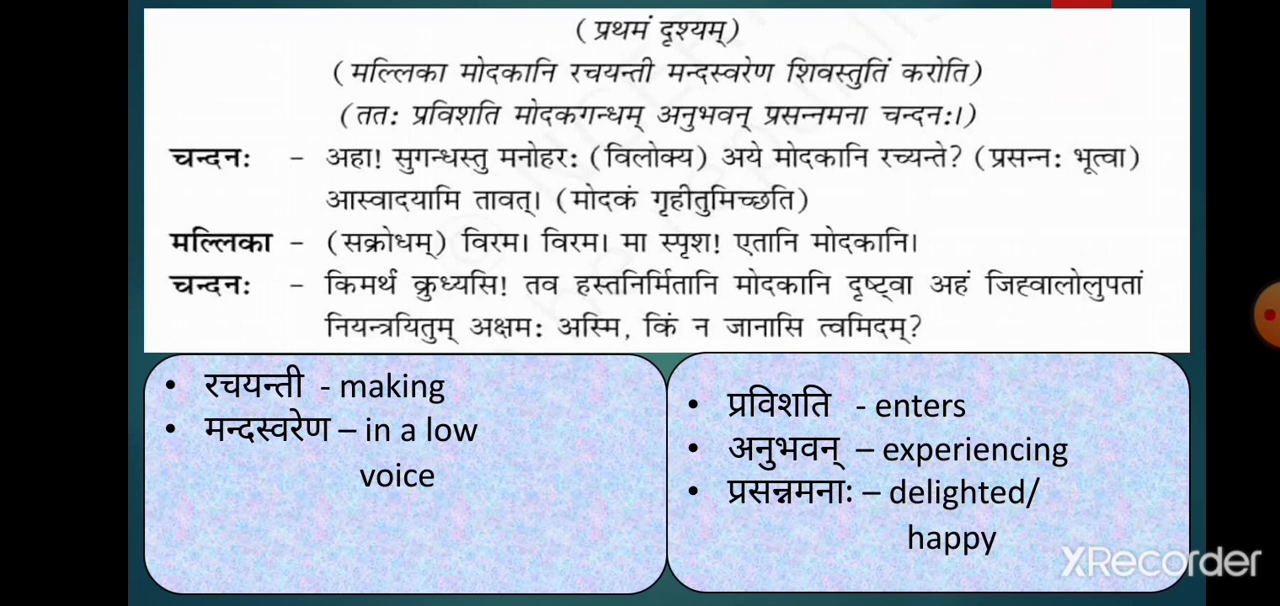 (प्रथमं दृश्यम्)
(मल्लिका मोदकानि रचयन्ती मन्दस्वरेण शिवस्तुतिं करोति)
(ततः प्रविशति मोदकगन्धम् अनुभवन् प्रसन्नमना चन्दनः।)
चन्दनः - अहा! सुगन्धस्तु मनोहरः (विलोक्य) अये मोदकानि रच्यन्ते? (प्रसन्नः भूत्वा)
आस्वादयामि तावत्। (मोदकं गृहीतुमिच्छति)
मल्लिका - (सक्रोधम्) विरम। विरम। मा स्पृश! एतानि मोदकानि।
चन्दनः - किमर्थं क्रुध्यसि! तव हस्तनिर्मितानि मोदकानि दृष्ट्वा अहं जिह्वालोलुपतां
नियन्त्रयितुम् अक्षमः अस्मि, किं न जानासि त्वमिदम्?
• रचयन्ती - making
• मन्दस्वरेण – in a low
voice
• प्रविशति - enters
• अनुभवन् – experiencing
• प्रसन्नमनाः – delighted/
happy
XRecorder